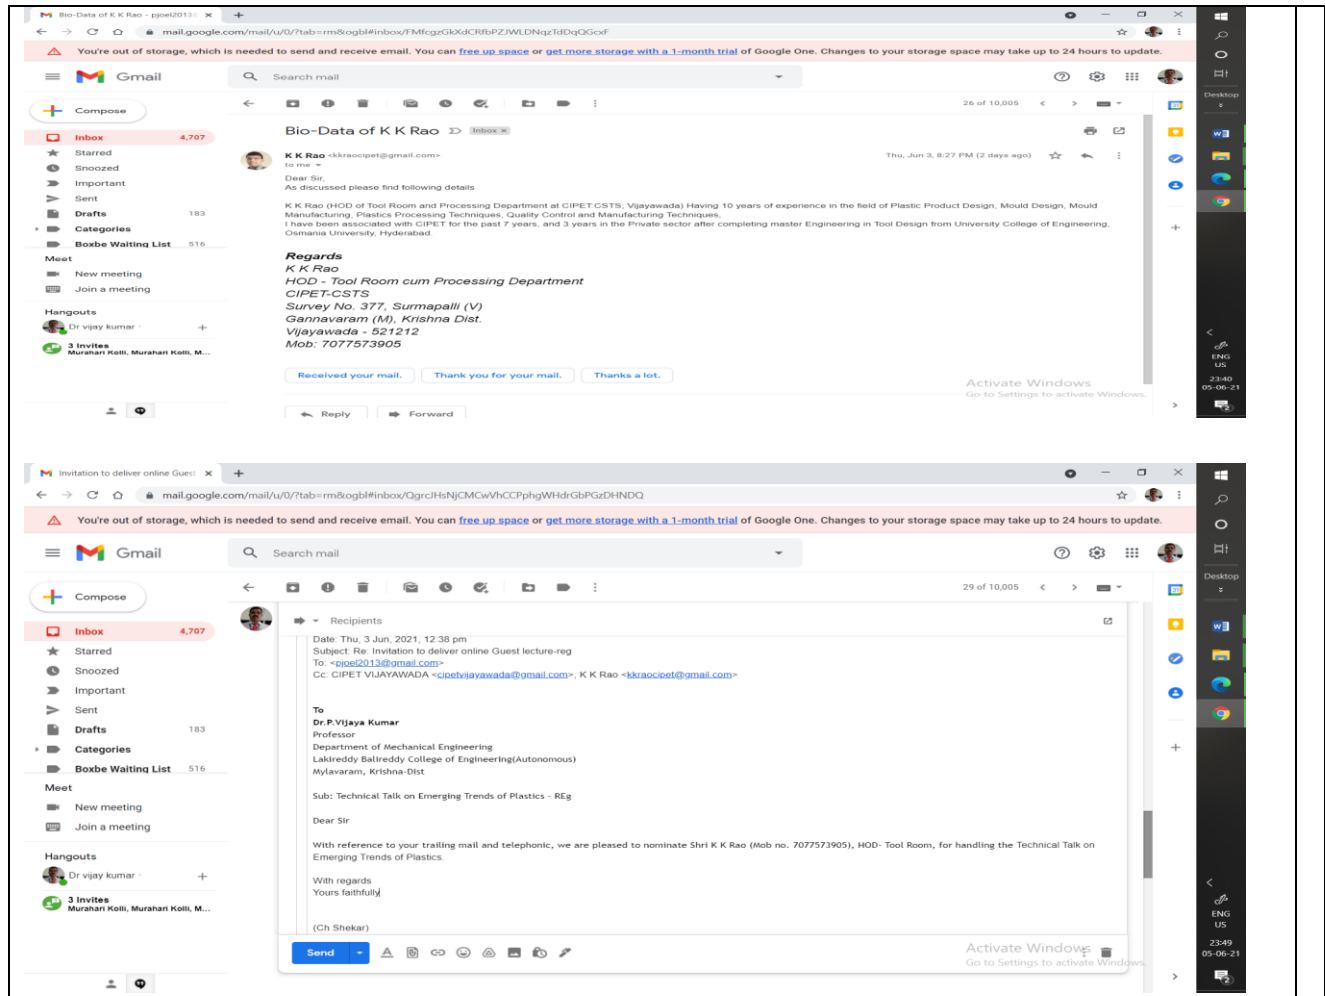 Bio-Data of K K Rao - pjoel2013
mail.google.com/mail/u/0/?tab=rm&ogbl#inbox/FMfcgzGkXdCRfbPZJWLDNqzTdDqQGcxF
You're out of storage, which is needed to send and receive email. You can free up space or get more storage with a 1-month trial of Google One. Changes to your storage space may take up to 24 hours to update.
Gmail
Search mail
Compose
26 of 10,005
Desktop
Inbox 4,707
Starred
Snoozed
Important
Sent
Drafts 183
Categories
Boxbe Waiting List 516
Meet
New meeting
Join a meeting
Hangouts
Dr vijay kumar
3 Invites
Murahari Kolli, Murahari Kolli, M...
Bio-Data of K K Rao Inbox ×
K K Rao <kkraocipet@gmail.com>
Thu, Jun 3, 8:27 PM (2 days ago)
to me
Dear Sir,
As discussed please find following details
K K Rao (HOD of Tool Room and Processing Department at CIPET:CSTS; Vijayawada) Having 10 years of experience in the field of Plastic Product Design, Mould Design, Mould
Manufacturing, Plastics Processing Techniques, Quality Control and Manufacturing Techniques,
I have been associated with CIPET for the past 7 years, and 3 years in the Private sector after completing master Engineering in Tool Design from University College of Engineering,
Osmania University, Hyderabad.
Regards
K K Rao
HOD - Tool Room cum Processing Department
CIPET-CSTS
Survey No. 377, Surmapalli (V)
Gannavaram (M), Krishna Dist.
Vijayawada - 521212
Mob: 7077573905
Received your mail.
Thank you for your mail.
Thanks a lot.
Reply
Forward
Activate Windows
Go to Settings to activate Windows.
ENG
US
23:40
05-06-21
2
Invitation to deliver online Guest
mail.google.com/mail/u/0/?tab=rm&ogbl#inbox/QgrcJHsNjCMCwVhCCPphgWHdrGbPGzDHNDQ
You're out of storage, which is needed to send and receive email. You can free up space or get more storage with a 1-month trial of Google One. Changes to your storage space may take up to 24 hours to update.
Gmail
Search mail
Compose
29 of 10,005
Desktop
Inbox 4,707
Starred
Snoozed
Important
Sent
Drafts 183
Categories
Boxbe Waiting List 516
Meet
New meeting
Join a meeting
Hangouts
Dr vijay kumar
3 Invites
Murahari Kolli, Murahari Kolli, M...
Recipients
Date: Thu, 3 Jun, 2021, 12:38 pm
Subject: Re: Invitation to deliver online Guest lecture-reg
To: <pjoel2013@gmail.com>
Cc: CIPET VIJAYAWADA <cipetvijayawada@gmail.com>, K K Rao <kkraocipet@gmail.com>
To
Dr.P.Vijaya Kumar
Professor
Department of Mechanical Engineering
Lakireddy Balireddy College of Engineering(Autonomous)
Mylavaram, Krishna-Dist
Sub: Technical Talk on Emerging Trends of Plastics - REg
Dear Sir
With reference to your trailing mail and telephonic, we are pleased to nominate Shri K K Rao (Mob no. 7077573905), HOD- Tool Room, for handling the Technical Talk on
Emerging Trends of Plastics.
With regards
Yours faithfully
(Ch Shekar)
Send
Activate Windows
Go to Settings to activate Windows.
ENG
US
23:49
05-06-21
2